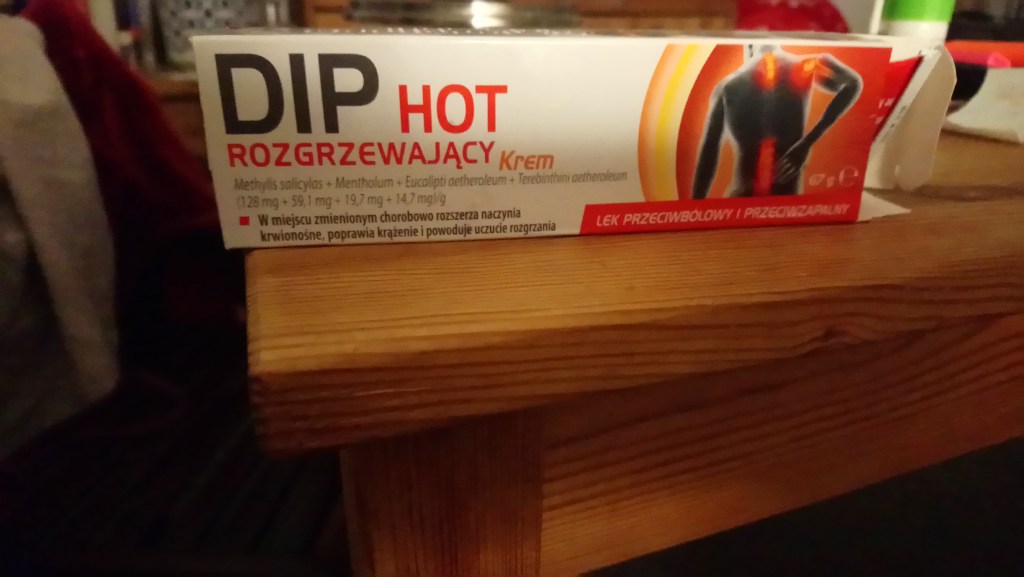 DIP HOT
ROZGRZEWAJĄCY Krem
Methylis salicylas + Mentholum + Eucalipti aetheroleum + Terebinthini aetheroleum
(128 mg + 59,1 mg + 19,7 mg + 14,7 mg)/g
W miejscu zmienionym chorobowo rozszerza naczynia
krwionośne, poprawia krążenie i powoduje uczucie rozgrzania
67 g
LEK PRZECIWBÓLOWY I PRZECIWZAPALNY